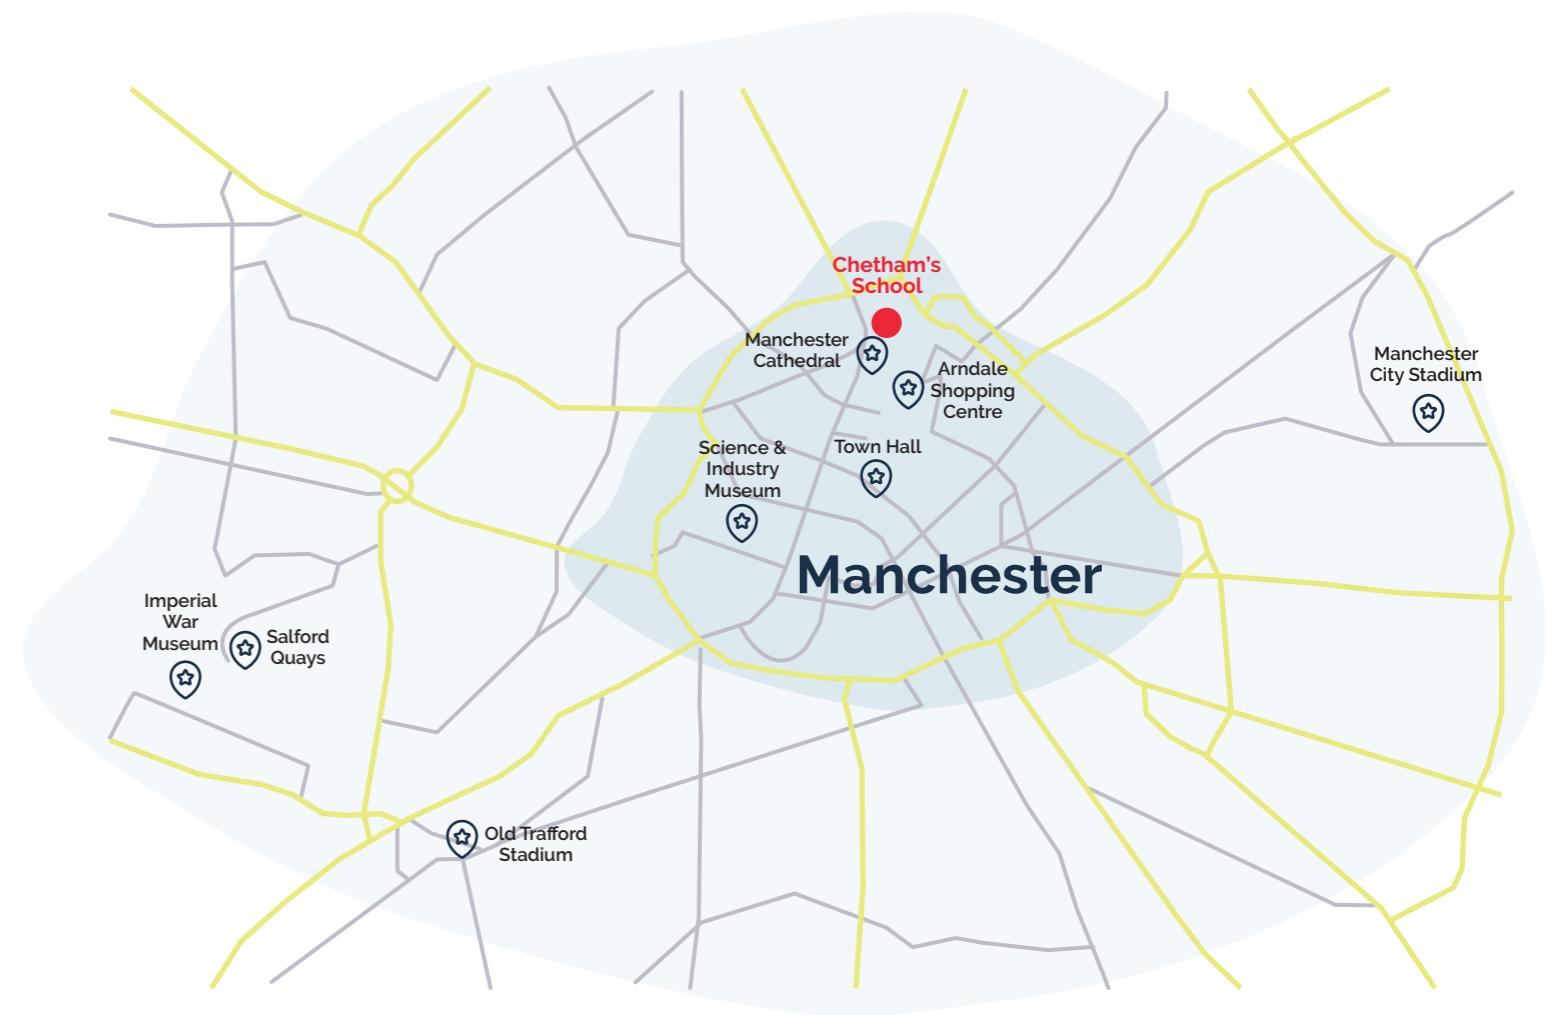 Chetham's
School
Manchester
Cathedral
Arndale
Shopping
Centre
Manchester
City Stadium
Science &
Industry
Museum
Town Hall
Manchester
Imperial
War
Museum
Salford
Quays
Old Trafford
Stadium